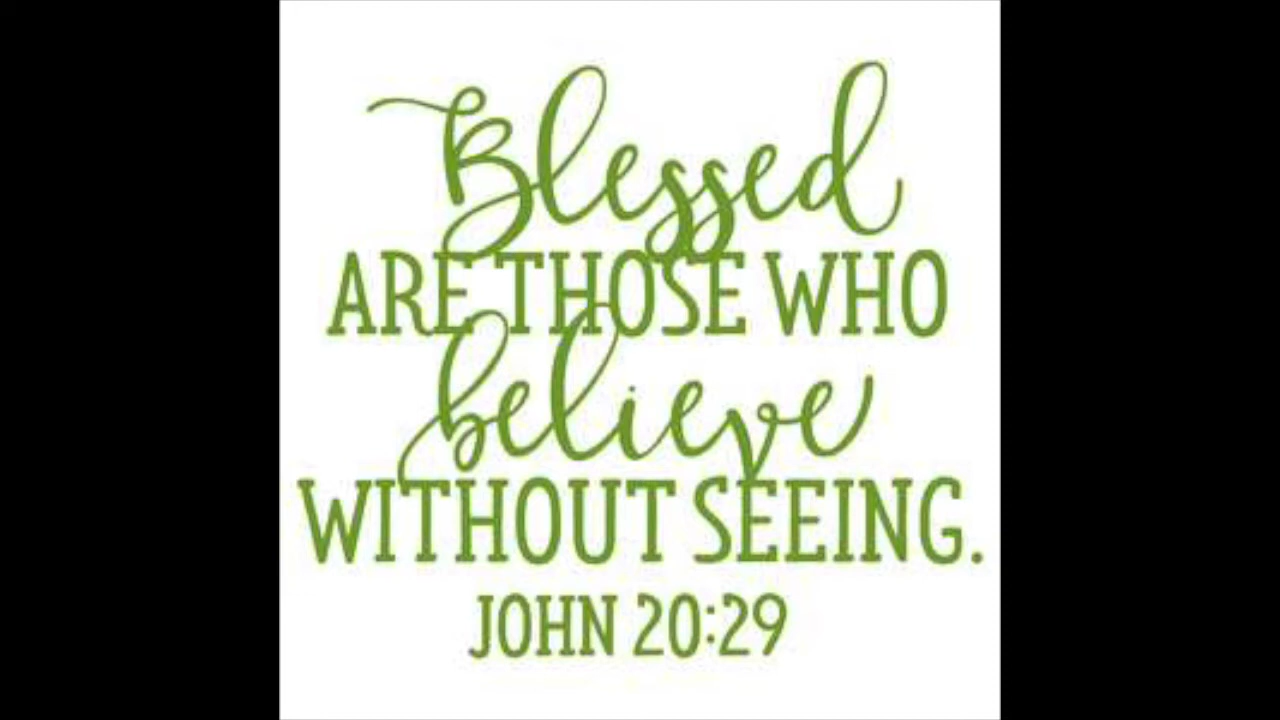 Blessed
ARE THOSE WHO
believe
WITHOUT SEEING.
JOHN 20:29